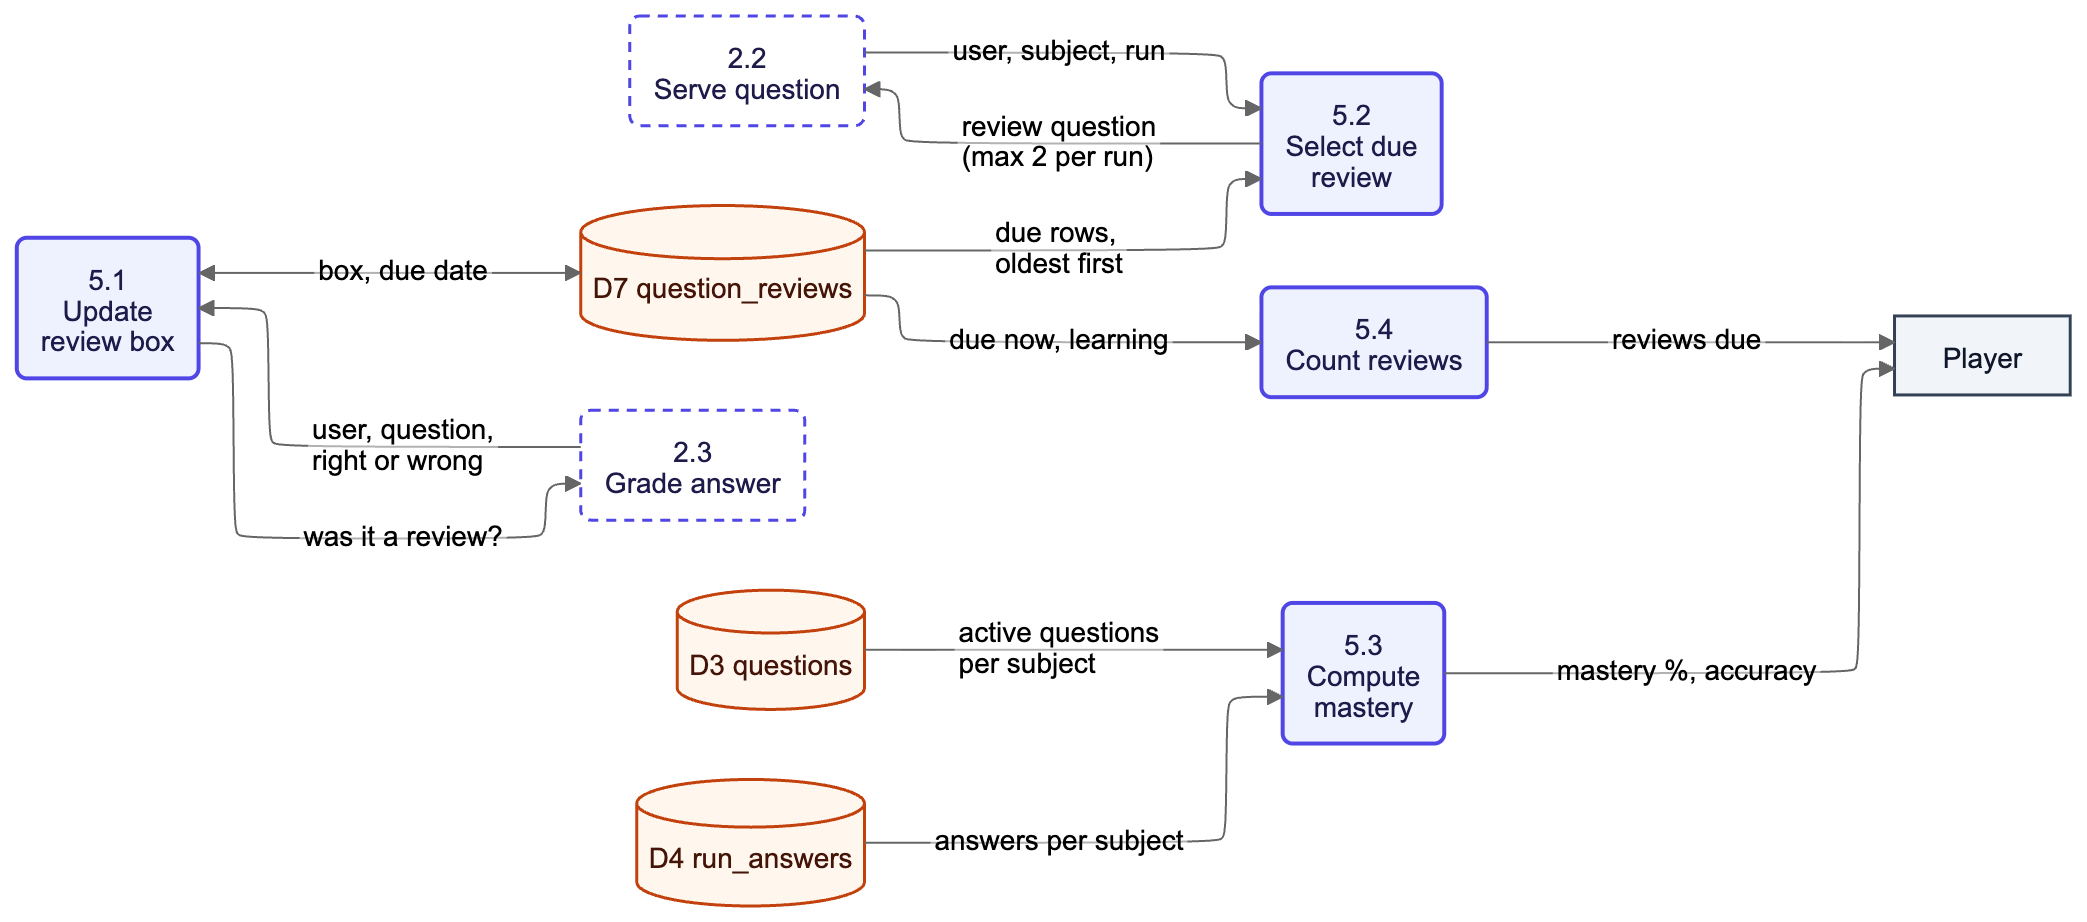 2.2
Serve question
user, subject, run
review question
(max 2 per run)
5.2
Select due
review
due rows,
oldest first
5.1
Update
review box
box, due date
D7 question_reviews
due now, learning
5.4
Count reviews
reviews due
Player
user, question,
right or wrong
2.3
Grade answer
was it a review?
D3 questions
active questions
per subject
5.3
Compute
mastery
mastery %, accuracy
D4 run_answers
answers per subject